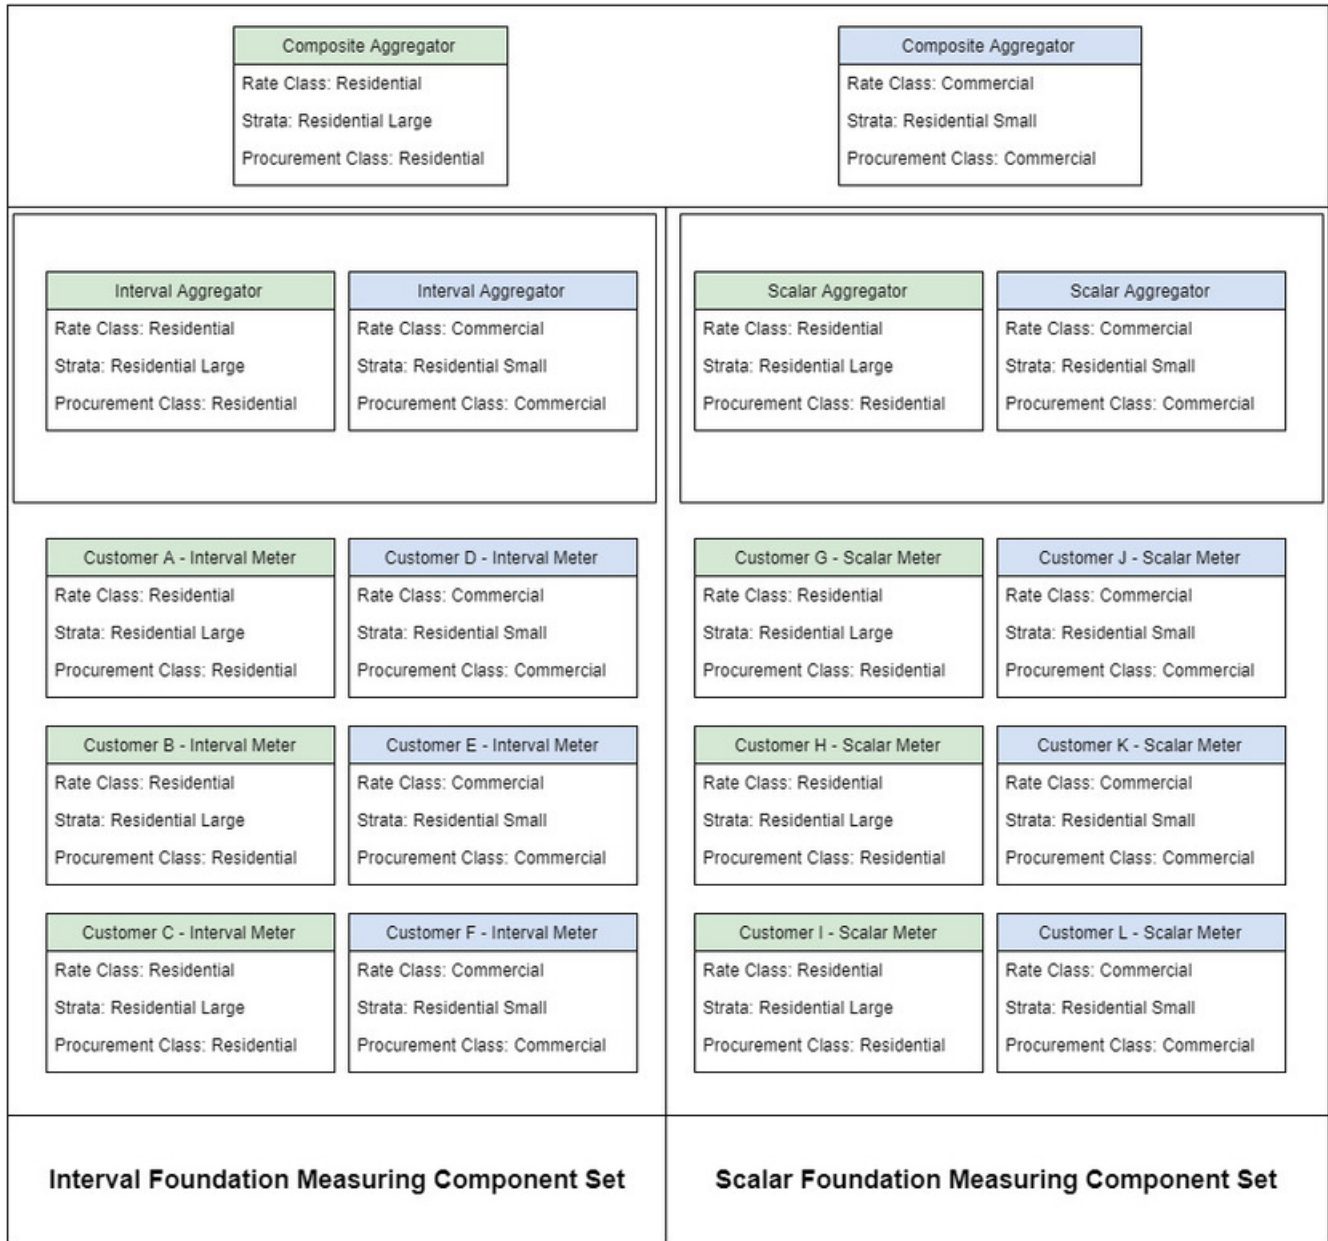 Composite Aggregator
Rate Class: Residential
Strata: Residential Large
Procurement Class: Residential
Composite Aggregator
Rate Class: Commercial
Strata: Residential Small
Procurement Class: Commercial
Interval Aggregator
Rate Class: Residential
Strata: Residential Large
Procurement Class: Residential
Interval Aggregator
Rate Class: Commercial
Strata: Residential Small
Procurement Class: Commercial
Scalar Aggregator
Rate Class: Residential
Strata: Residential Large
Procurement Class: Residential
Scalar Aggregator
Rate Class: Commercial
Strata: Residential Small
Procurement Class: Commercial
Customer A - Interval Meter
Rate Class: Residential
Strata: Residential Large
Procurement Class: Residential
Customer D - Interval Meter
Rate Class: Commercial
Strata: Residential Small
Procurement Class: Commercial
Customer G - Scalar Meter
Rate Class: Residential
Strata: Residential Large
Procurement Class: Residential
Customer J - Scalar Meter
Rate Class: Commercial
Strata: Residential Small
Procurement Class: Commercial
Customer B - Interval Meter
Rate Class: Residential
Strata: Residential Large
Procurement Class: Residential
Customer E - Interval Meter
Rate Class: Commercial
Strata: Residential Small
Procurement Class: Commercial
Customer H - Scalar Meter
Rate Class: Residential
Strata: Residential Large
Procurement Class: Residential
Customer K - Scalar Meter
Rate Class: Commercial
Strata: Residential Small
Procurement Class: Commercial
Customer C - Interval Meter
Rate Class: Residential
Strata: Residential Large
Procurement Class: Residential
Customer F - Interval Meter
Rate Class: Commercial
Strata: Residential Small
Procurement Class: Commercial
Customer I - Scalar Meter
Rate Class: Residential
Strata: Residential Large
Procurement Class: Residential
Customer L - Scalar Meter
Rate Class: Commercial
Strata: Residential Small
Procurement Class: Commercial
Interval Foundation Measuring Component Set
Scalar Foundation Measuring Component Set